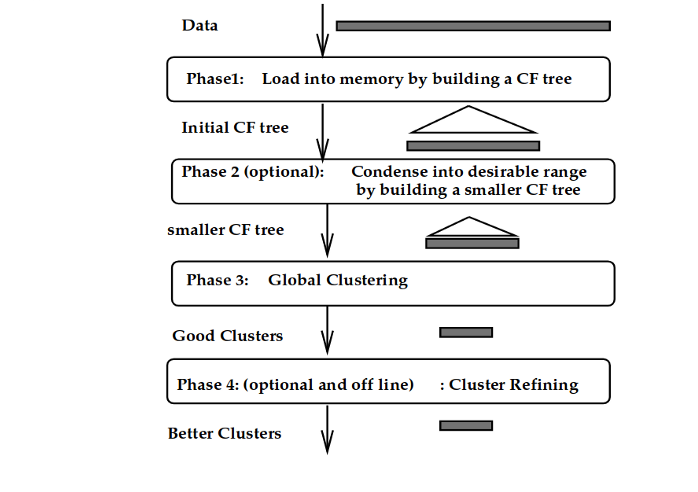 Data
Phase1: Load into memory by building a CF tree
Initial CF tree
Phase 2 (optional): Condense into desirable range
by building a smaller CF tree
smaller CF tree
Phase 3: Global Clustering
Good Clusters
Phase 4: (optional and off line) : Cluster Refining
Better Clusters